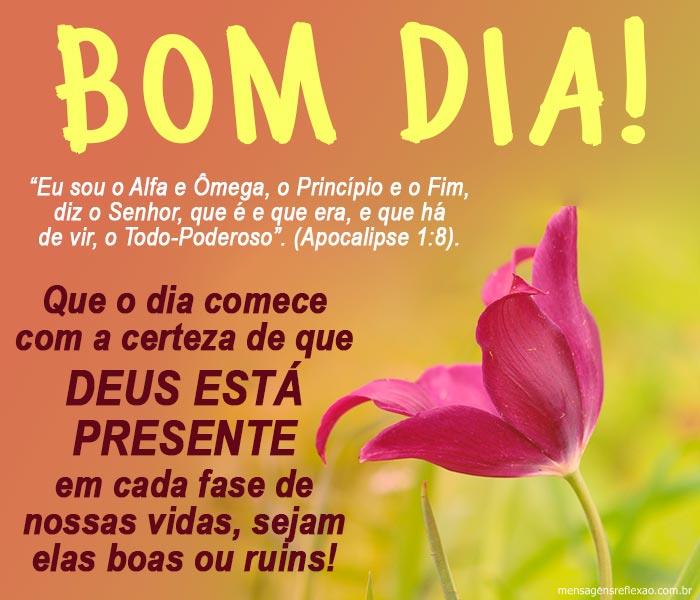 BOM DIA!
“Eu sou o Alfa e Ômega, o Princípio e o Fim,
diz o Senhor, que é e que era, e que há
de vir, o Todo-Poderoso”. (Apocalipse 1:8).
Que o dia comece
com a certeza de que
DEUS ESTÁ
PRESENTE
em cada fase de
nossas vidas, sejam
elas boas ou ruins!
mensagensreflexao.com.br